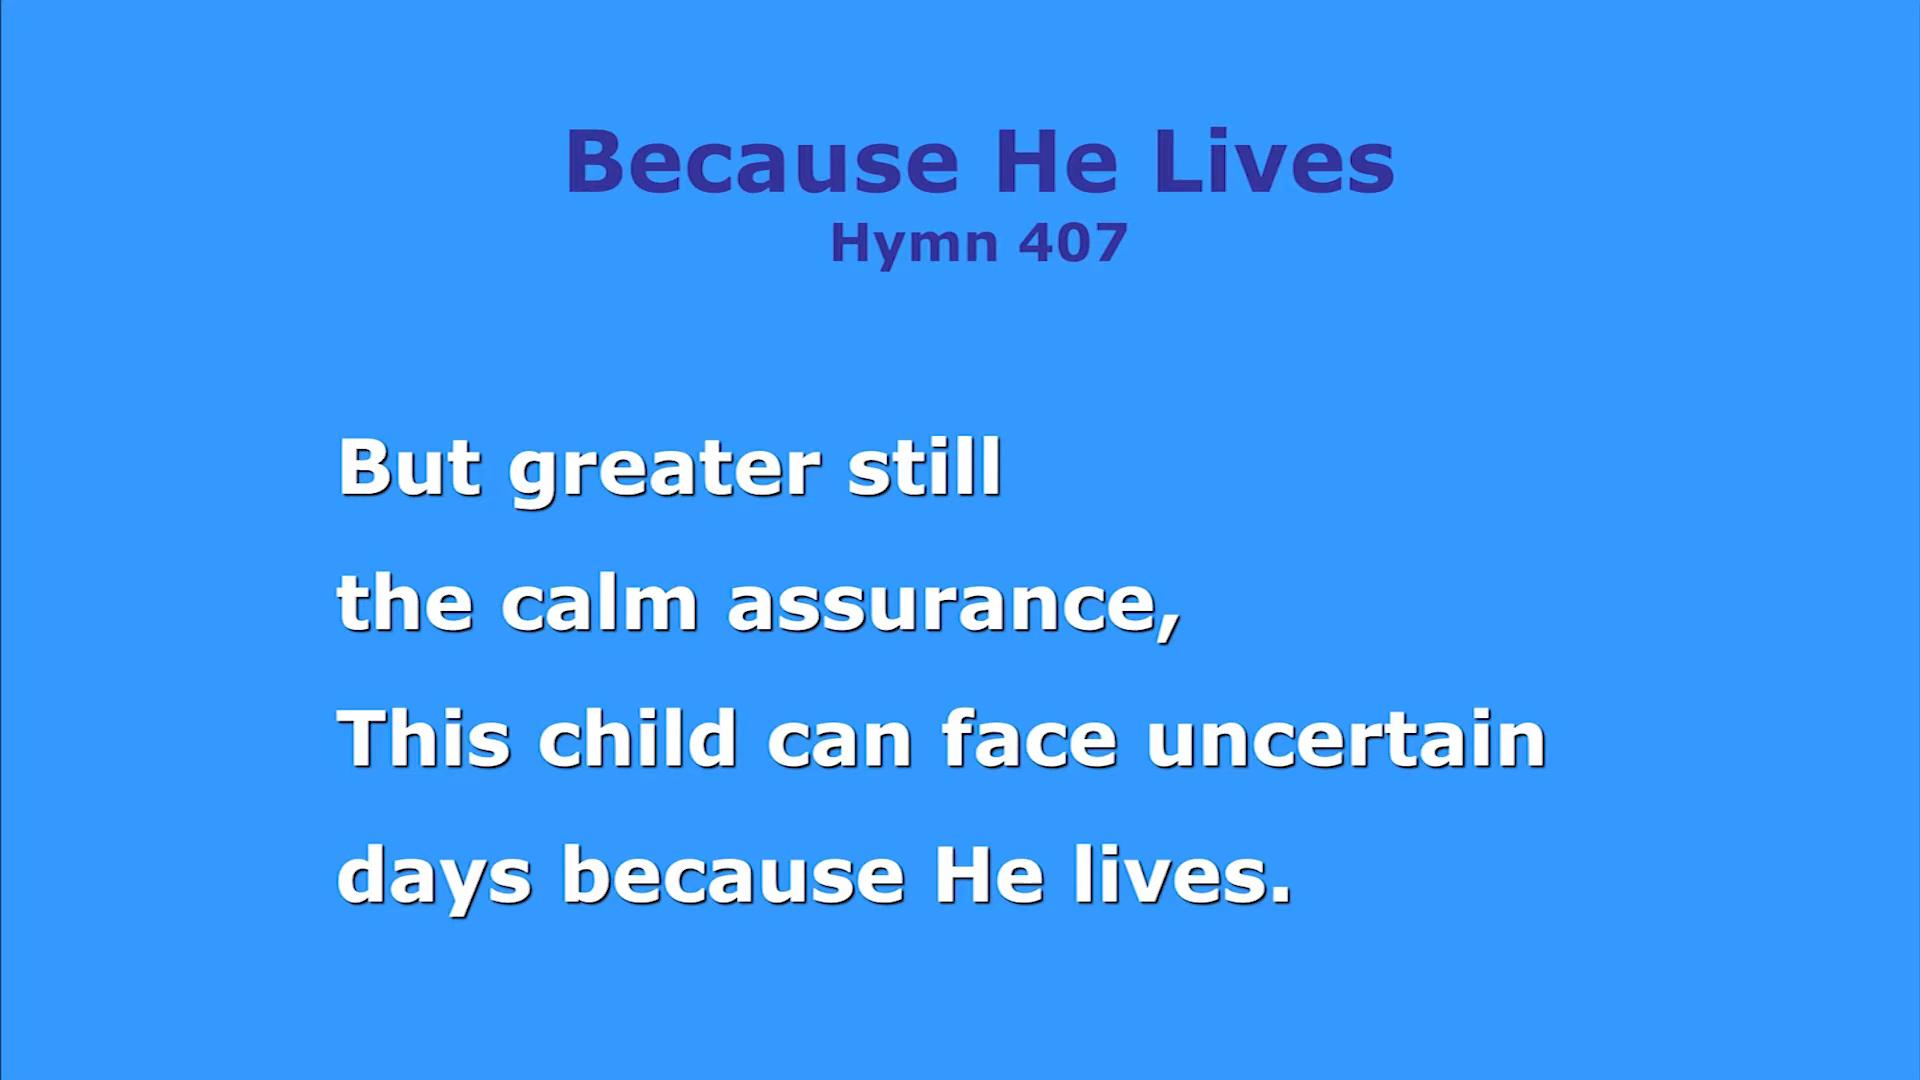 Because He Lives
Hymn 407
But greater still
the calm assurance,
This child can face uncertain
days because He lives.